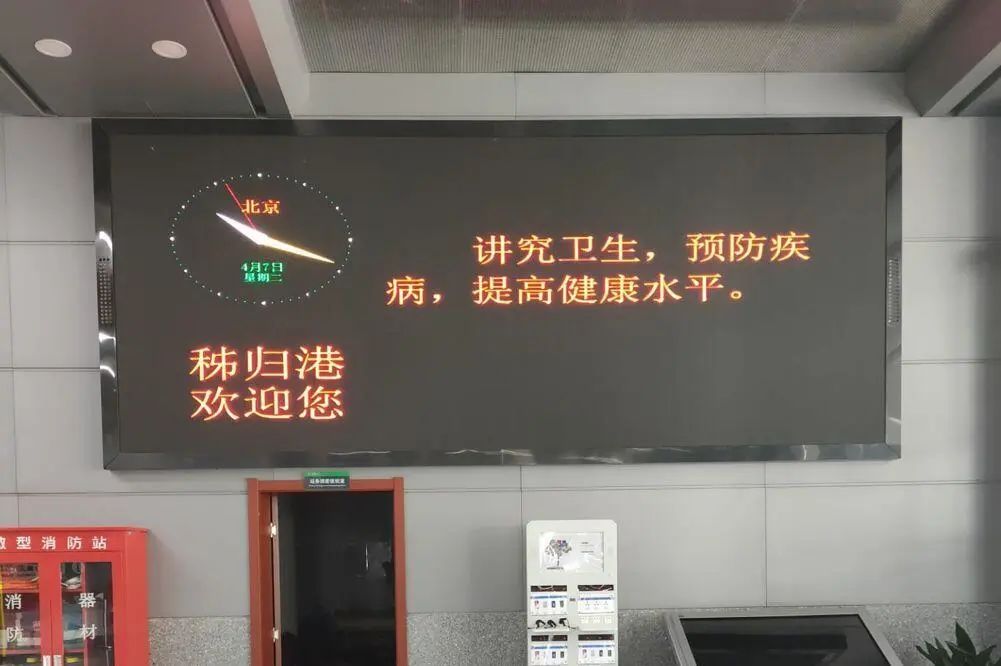 北京
4月7日
星期二
讲究卫生，预防疾
病，提高健康水平。
秭归港
欢迎您
微型消防站
消防
器材